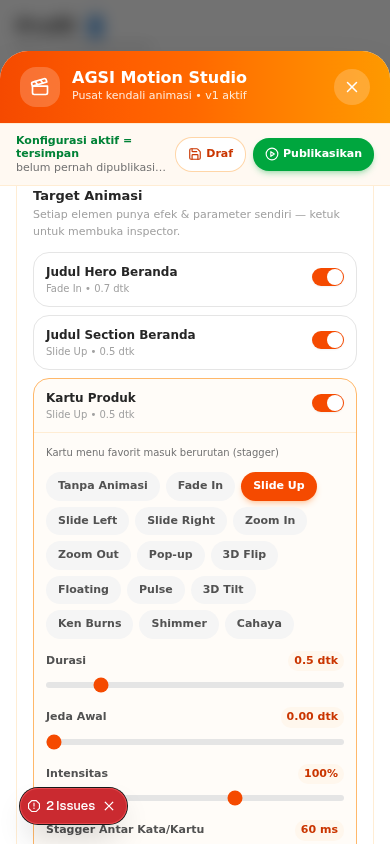 AGSI Motion Studio
Pusat kendali animasi • v1 aktif
Konfigurasi aktif =
tersimpan
belum pernah dipublikasi...
Draf
Publikasikan
Target Animasi
Setiap elemen punya efek & parameter sendiri — ketuk
untuk membuka inspector.
Judul Hero Beranda
Fade In • 0.7 dtk
Judul Section Beranda
Slide Up • 0.5 dtk
Kartu Produk
Slide Up • 0.5 dtk
Kartu menu favorit masuk berurutan (stagger)
Tanpa Animasi Fade In Slide Up
Slide Left Slide Right Zoom In
Zoom Out Pop-up 3D Flip
Floating Pulse 3D Tilt
Ken Burns Shimmer Cahaya
Durasi 0.5 dtk
Jeda Awal 0.00 dtk
Intensitas 100%
2 Issues
Stagger Antar Kata/Kartu 60 ms